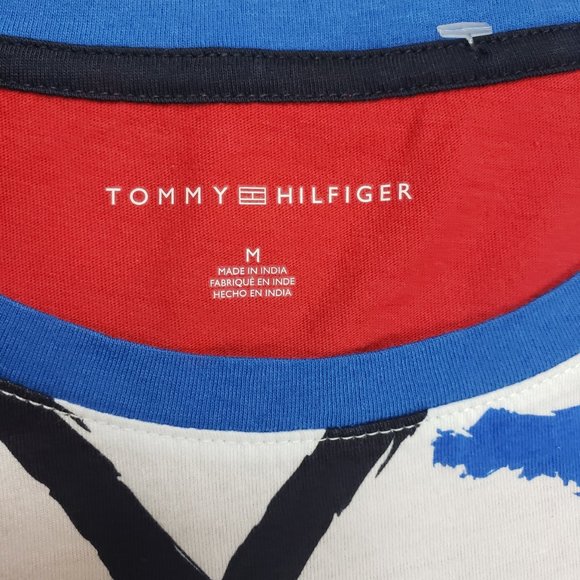 TOMMY HILFIGER
M
MADE IN INDIA
FABRIQUÉ EN INDE
HECHO EN INDIA